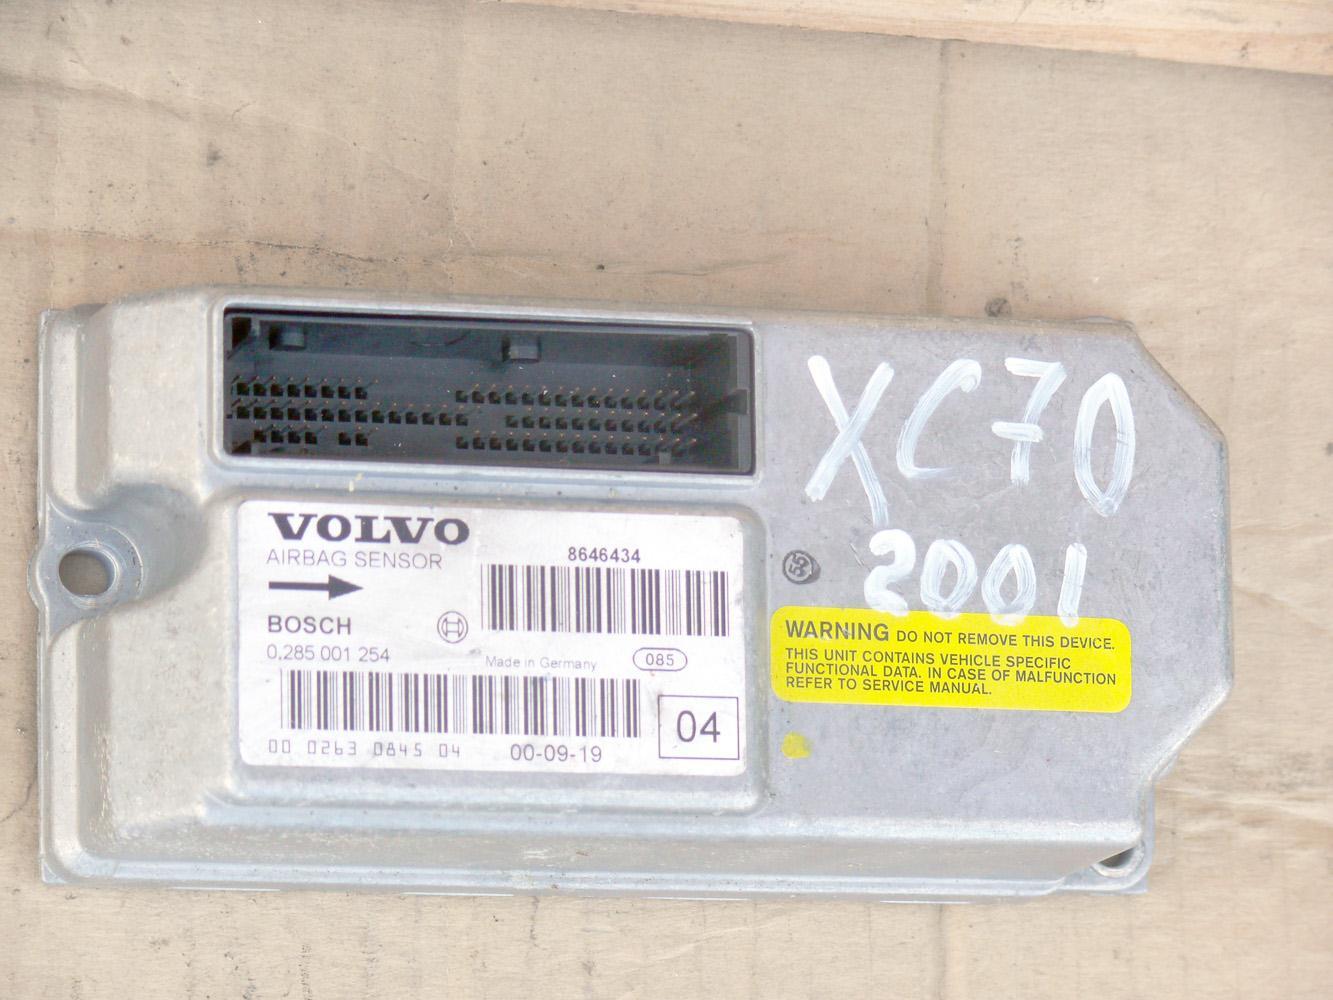 XC70
2001
VOLVO
AIRBAG SENSOR
8646434
BOSCH
0 285 001 254
Made in Germany
085
04
00 0263 0845 04
00-09-19
55
WARNING DO NOT REMOVE THIS DEVICE.
THIS UNIT CONTAINS VEHICLE SPECIFIC
FUNCTIONAL DATA. IN CASE OF MALFUNCTION
REFER TO SERVICE MANUAL.